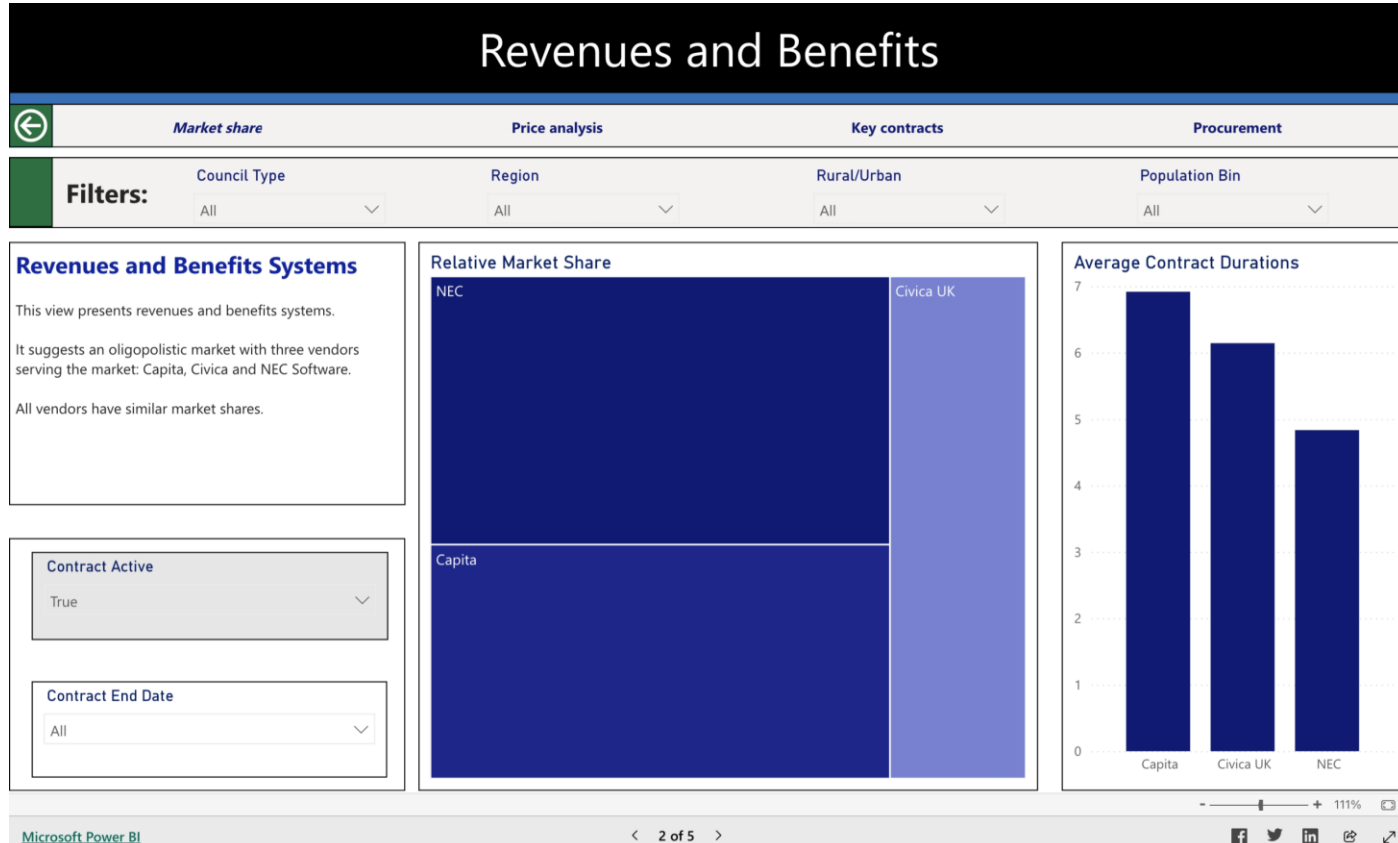 Revenues and Benefits
Market share
Price analysis
Key contracts
Procurement
Filters:
Council Type
All
Region
All
Rural/Urban
All
Population Bin
All
Revenues and Benefits Systems
This view presents revenues and benefits systems.
It suggests an oligopolistic market with three vendors
serving the market: Capita, Civica and NEC Software.
All vendors have similar market shares.
Contract Active
True
Contract End Date
All
Relative Market Share
NEC
Civica UK
Capita
Average Contract Durations
7
6
5
4
3
2
1
0
Capita
Civica UK
NEC
- + 111%
Microsoft Power BI
< 2 of 5 >